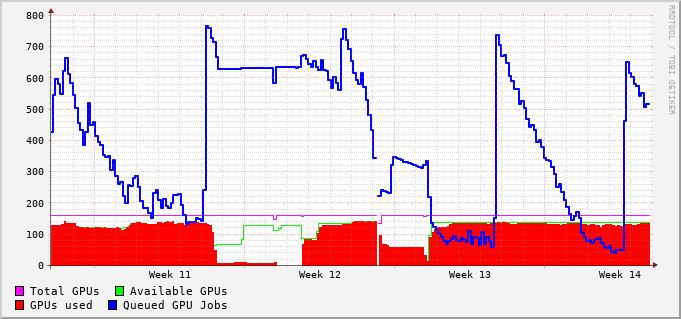 800
700
600
500
400
300
200
100
0
Week 11 Week 12 Week 13 Week 14
Total GPUs Available GPUs
GPUs used Queued GPU Jobs
RRDTOOL / TOBI OETIKER